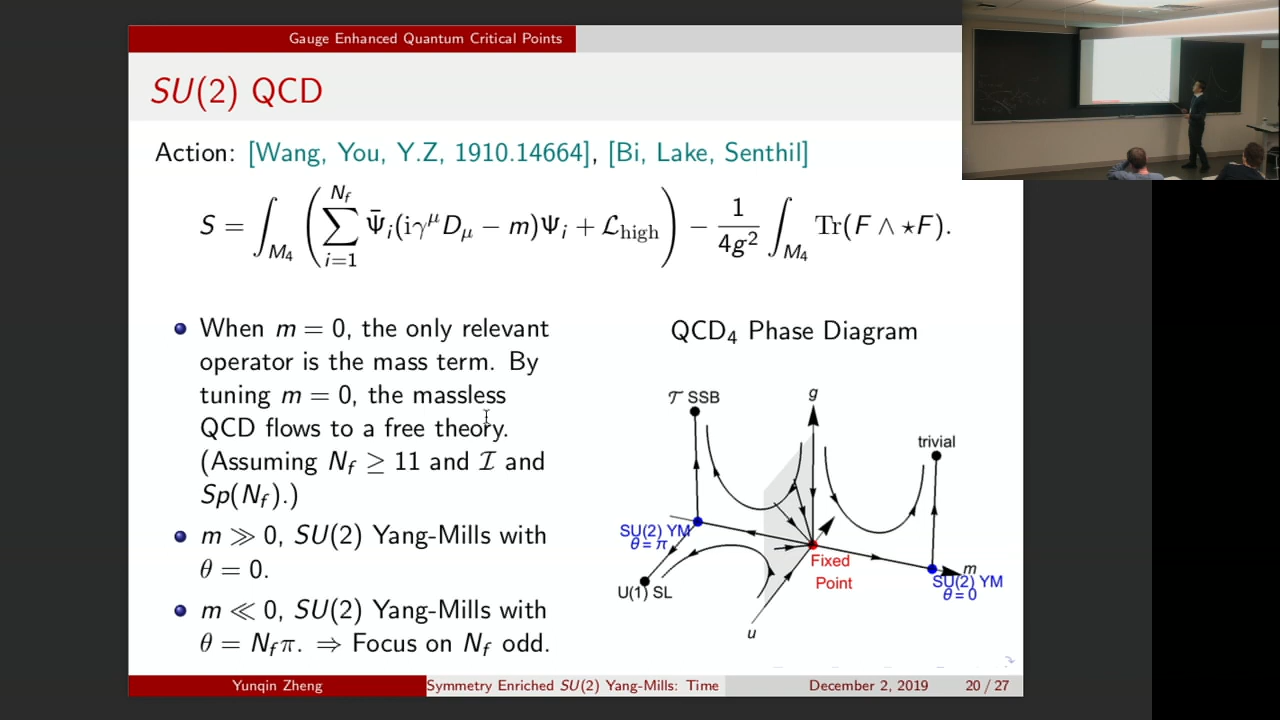 Gauge Enhanced Quantum Critical Points
SU(2) QCD
Action: [Wang, You, Y.Z, 1910.14664], [Bi, Lake, Senthil]
S = ∫_{M₄} ( ∑_{i=1}^{N_f} Ψ̄_i(iγ^μ D_μ − m)Ψ_i + ℒ_high ) − 1/(4g²) ∫_{M₄} Tr(F ∧ ⋆F).
When m = 0, the only relevant
operator is the mass term. By
tuning m = 0, the massless
QCD flows to a free theory.
(Assuming N_f ≥ 11 and ℐ and
Sp(N_f).)
m ≫ 0, SU(2) Yang-Mills with
θ = 0.
m ≪ 0, SU(2) Yang-Mills with
θ = N_f π. ⇒ Focus on N_f odd.
QCD₄ Phase Diagram
𝒯 SSB
g
trivial
SU(2) YM
θ = π
Fixed
Point
m
SU(2) YM
θ = 0
U(1) SL
u
Yunqin Zheng
Symmetry Enriched SU(2) Yang-Mills: Time
December 2, 2019
20 / 27